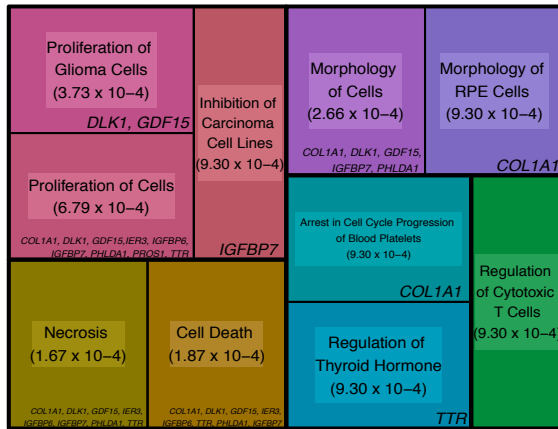 Proliferation of
Glioma Cells
(3.73 x 10−4)
DLK1, GDF15
Proliferation of Cells
(6.79 x 10−4)
COL1A1, DLK1, GDF15,IER3, IGFBP6,
IGFBP7, PHLDA1, PROS1, TTR
Inhibition of
Carcinoma
Cell Lines
(9.30 x 10−4)
IGFBP7
Necrosis
(1.67 x 10−4)
COL1A1, DLK1, GDF15, IER3,
IGFBP6, IGFBP7, PHLDA1, TTR
Cell Death
(1.87 x 10−4)
COL1A1, DLK1, GDF15, IER3,
IGFBP6, TTR, PHLDA1, IGFBP7
Morphology
of Cells
(2.66 x 10−4)
COL1A1, DLK1, GDF15,
IGFBP7, PHLDA1
Morphology of
RPE Cells
(9.30 x 10−4)
COL1A1
Arrest in Cell Cycle Progression
of Blood Platelets
(9.30 x 10−4)
COL1A1
Regulation of
Thyroid Hormone
(9.30 x 10−4)
TTR
Regulation
of Cytotoxic
T Cells
(9.30 x 10−4)